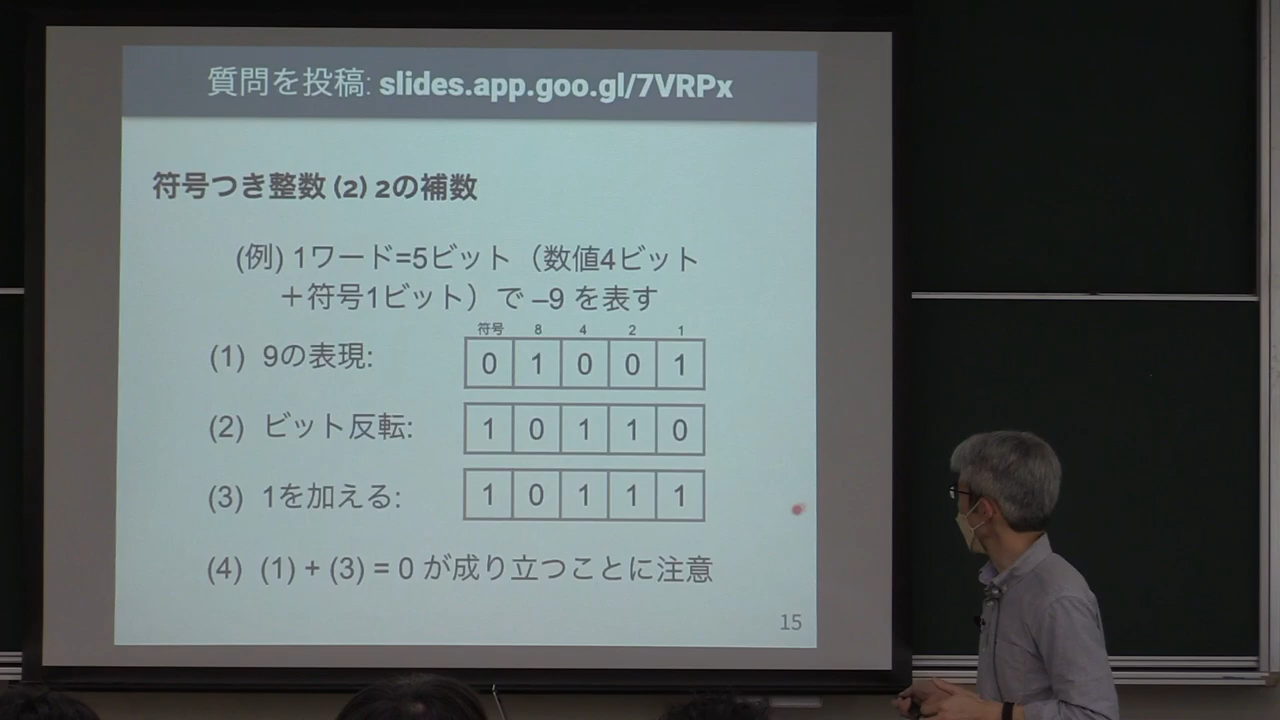 質問を投稿: slides.app.goo.gl/7VRPx
符号つき整数 (2) 2の補数
(例) 1ワード=5ビット（数値4ビット
＋符号1ビット）で –9 を表す
符号 8 4 2 1
(1) 9の表現: 0 1 0 0 1
(2) ビット反転: 1 0 1 1 0
(3) 1を加える: 1 0 1 1 1
(4) (1) + (3) = 0 が成り立つことに注意
15